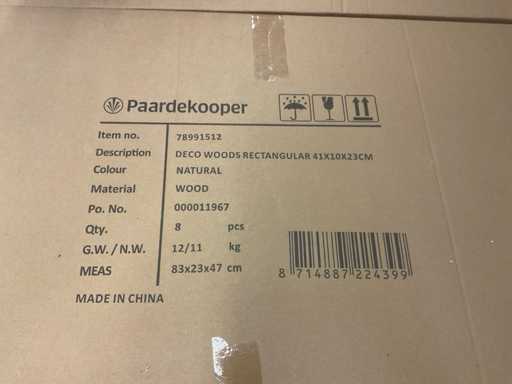 Paardekooper
Item no. 78991512
Description DECO WOODS RECTANGULAR 41X10X23CM
Colour NATURAL
Material WOOD
Po. No. 000011967
Qty. 8 pcs
G.W. / N.W. 12/11 kg
MEAS 83x23x47 cm
8 714887 224399
MADE IN CHINA